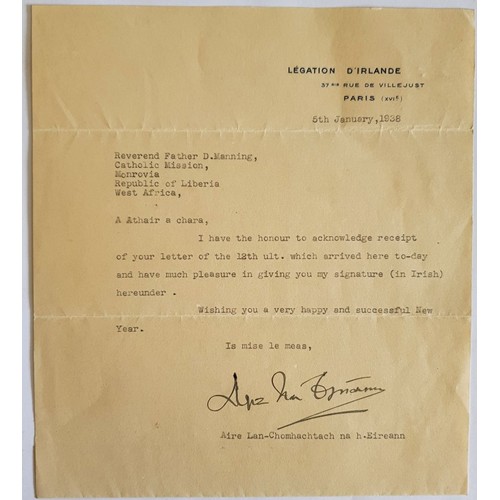 LÉGATION D'IRLANDE
37 BIS RUE DE VILLEJUST
PARIS (XVIE)
5th January,1938
Reverend Father D.Manning,
Catholic Mission,
Monrovia
Republic of Liberia
West Africa,
A Athair a chara,
I have the honour to acknowledge receipt
of your letter of the 12th ult. which arrived here to-day
and have much pleasure in giving you my signature (in Irish)
hereunder .
Wishing you a very happy and successful New
Year.
Is mise le meas,
Aire Lan-Chomhachtach na h.Eireann